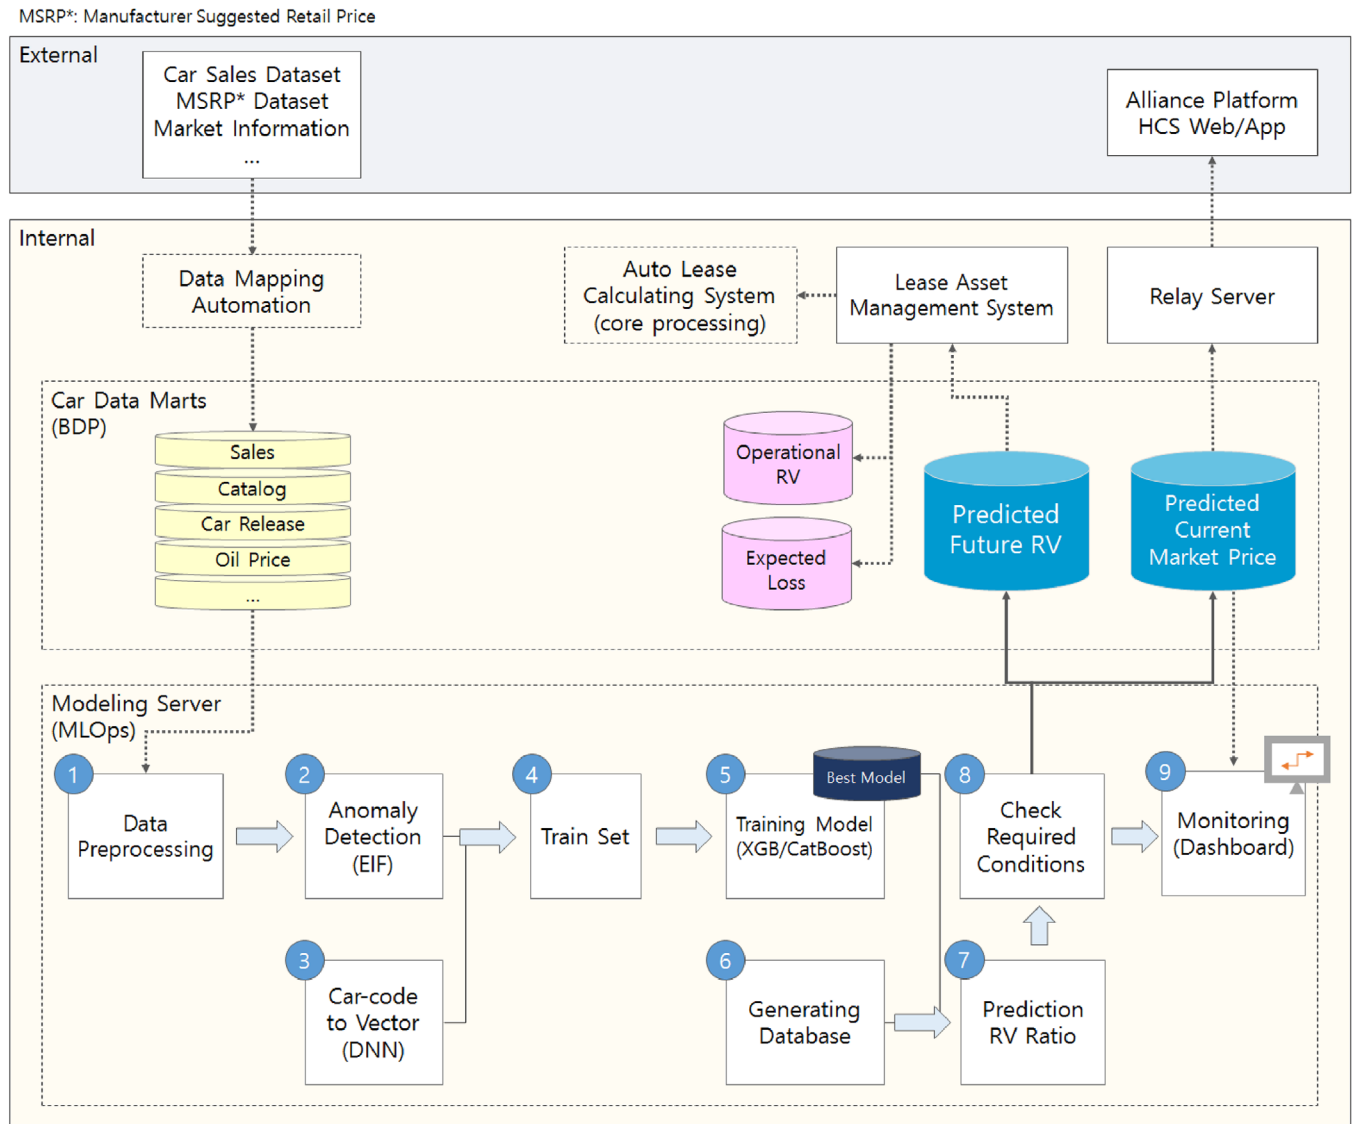 MSRP*: Manufacturer Suggested Retail Price
External
Car Sales Dataset
MSRP* Dataset
Market Information
...
Alliance Platform
HCS Web/App
Internal
Data Mapping
Automation
Auto Lease
Calculating System
(core processing)
Lease Asset
Management System
Relay Server
Car Data Marts
(BDP)
Sales
Catalog
Car Release
Oil Price
...
Operational
RV
Expected
Loss
Predicted
Future RV
Predicted
Current
Market Price
Modeling Server
(MLOps)
1
Data
Preprocessing
2
Anomaly
Detection
(EIF)
3
Car-code
to Vector
(DNN)
4
Train Set
5
Training Model
(XGB/CatBoost)
Best Model
6
Generating
Database
7
Prediction
RV Ratio
8
Check
Required
Conditions
9
Monitoring
(Dashboard)